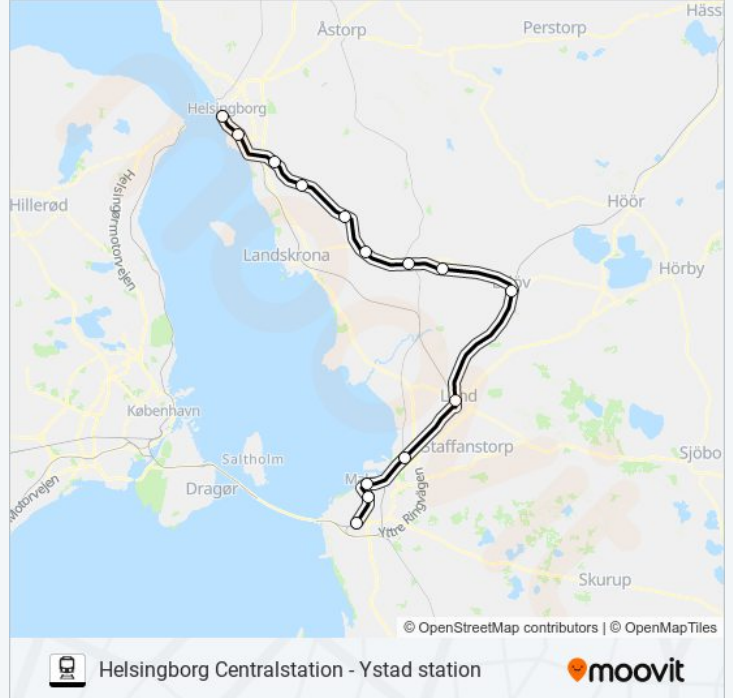 Häss
Åstorp
Perstorp
Helsingborg
Helsingørmotorvejen
Hillerød
Höör
Landskrona
Hörby
København
Lund
Staffanstorp
Saltholm
Sjöbo
Motorvejen
Dragør
Yttre Ringvägen
Skurup
© OpenStreetMap contributors | © OpenMapTiles
Helsingborg Centralstation - Ystad station
moovit